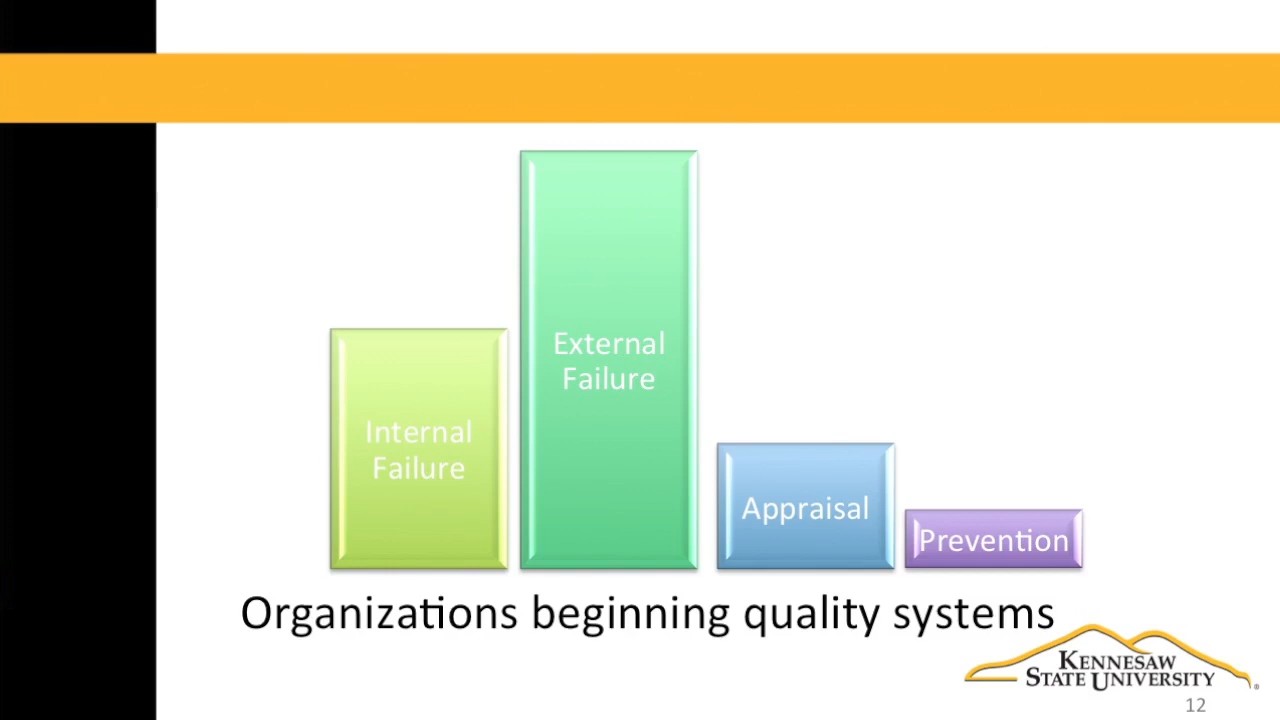 External
Failure
Internal
Failure
Appraisal
Prevention
Organizations beginning quality systems
KENNESAW
STATE UNIVERSITY
®
12